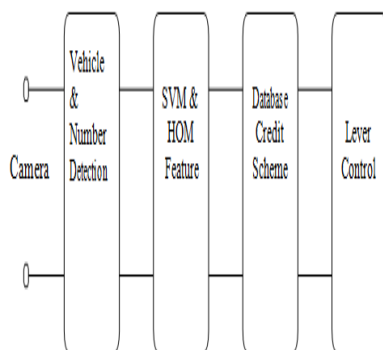 Camera
Vehicle
&
Number
Detection
SVM &
HOM
Feature
Database
Credit
Scheme
Lever
Control